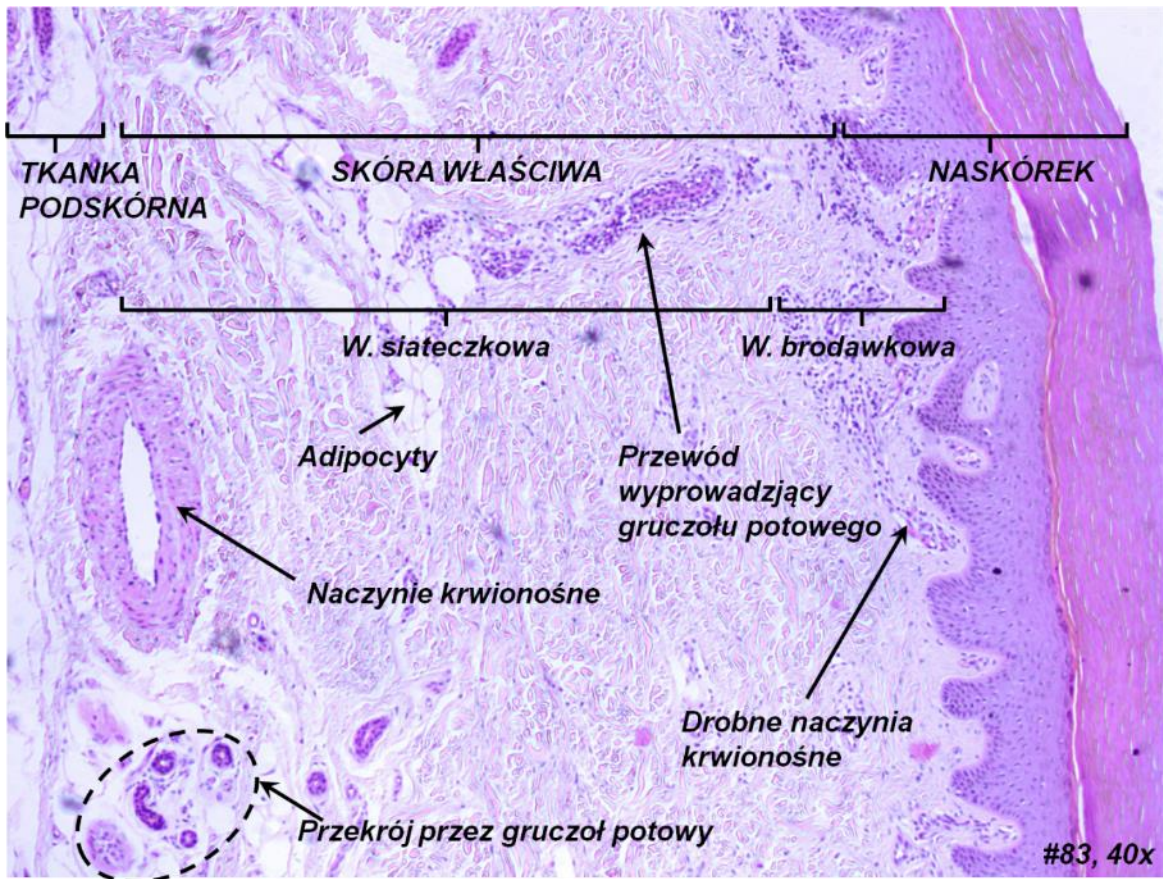 TKANKA
PODSKÓRNA
SKÓRA WŁAŚCIWA
NASKÓREK
W. siateczkowa
W. brodawkowa
Adipocyty
Przewód
wyprowadzjący
gruczołu potowego
Naczynie krwionośne
Drobne naczynia
krwionośne
Przekrój przez gruczoł potowy
#83, 40x